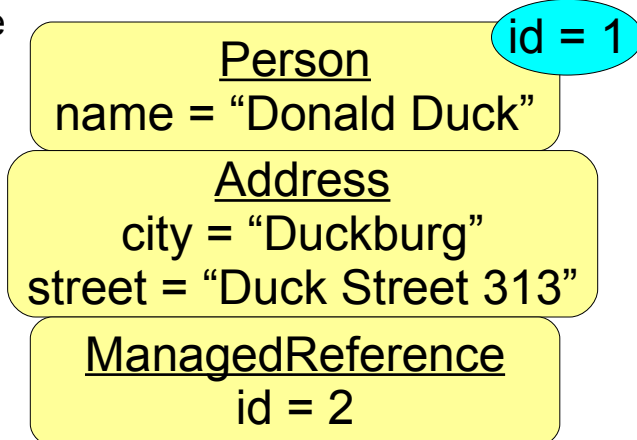 e
id = 1
Person
name = “Donald Duck”
Address
city = “Duckburg”
street = “Duck Street 313”
ManagedReference
id = 2